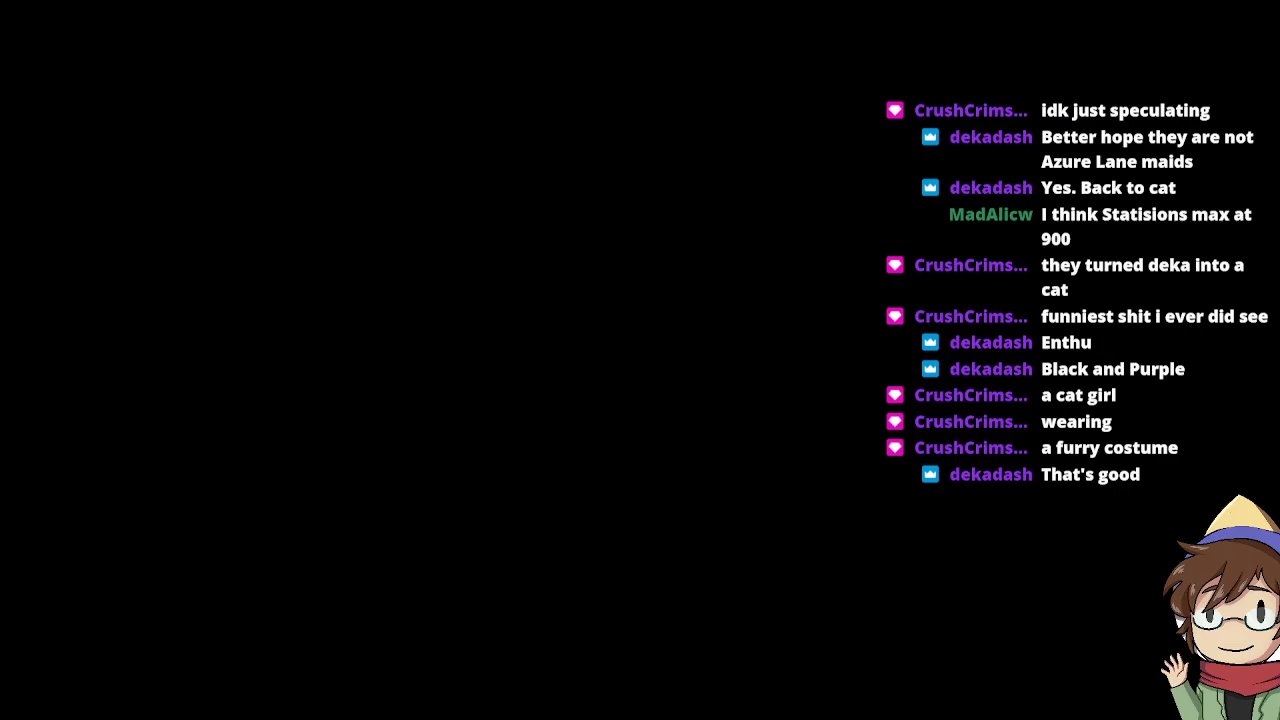 CrushCrims... idk just speculating
dekadash Better hope they are not
Azure Lane maids
dekadash Yes. Back to cat
MadAlicw I think Statisions max at
900
CrushCrims... they turned deka into a
cat
CrushCrims... funniest shit i ever did see
dekadash Enthu
dekadash Black and Purple
CrushCrims... a cat girl
CrushCrims... wearing
CrushCrims... a furry costume
dekadash That's good